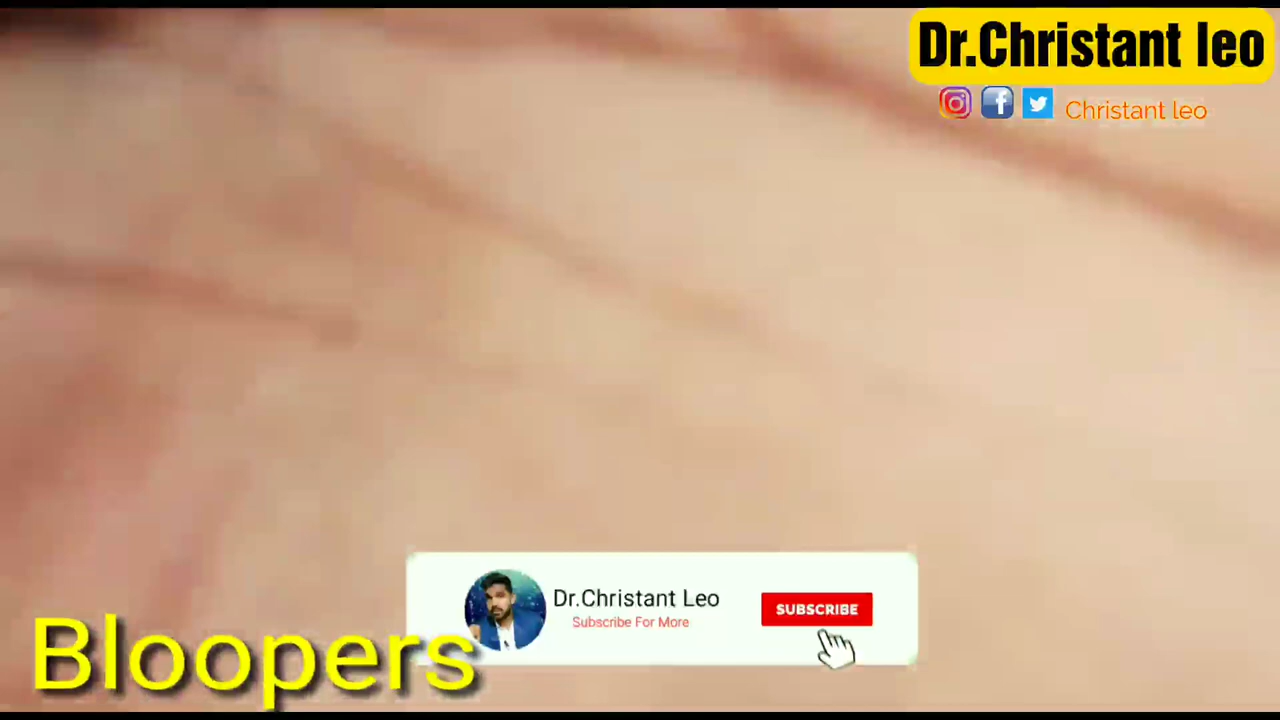 Dr.Christant leo
Christant leo
Dr.Christant Leo
Subscribe For More
SUBSCRIBE
Bloopers